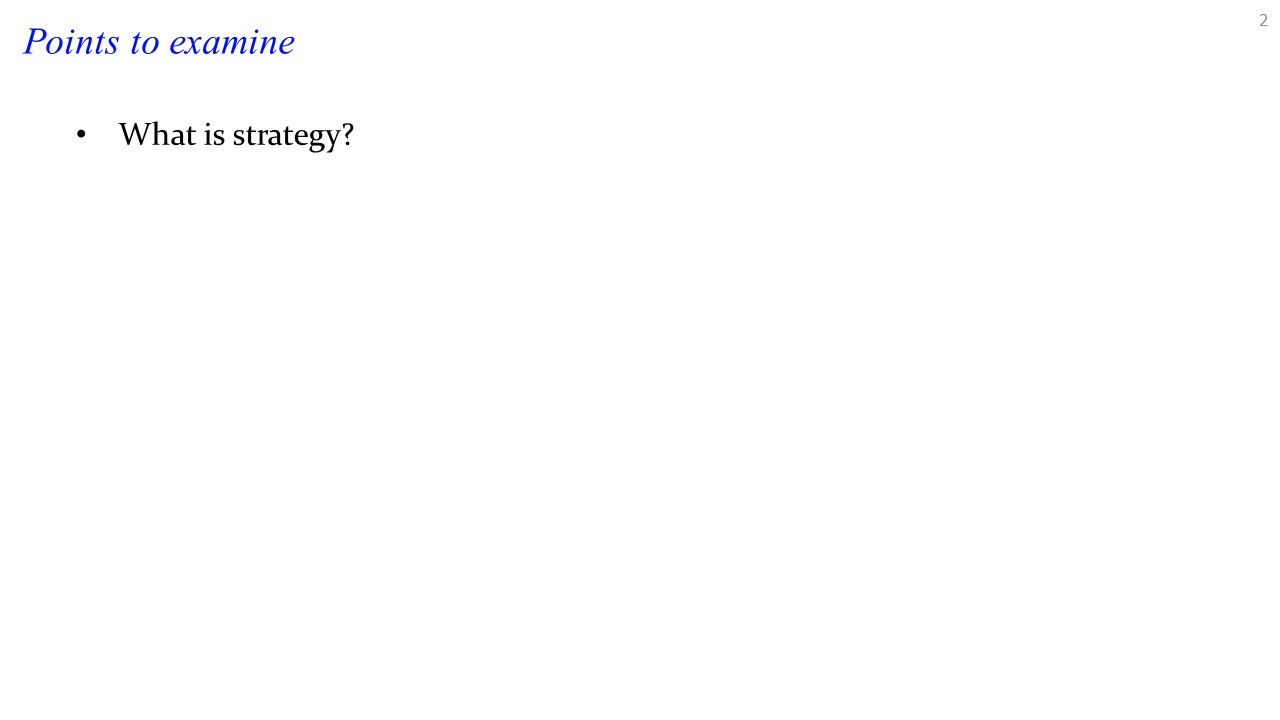 2
Points to examine
• What is strategy?